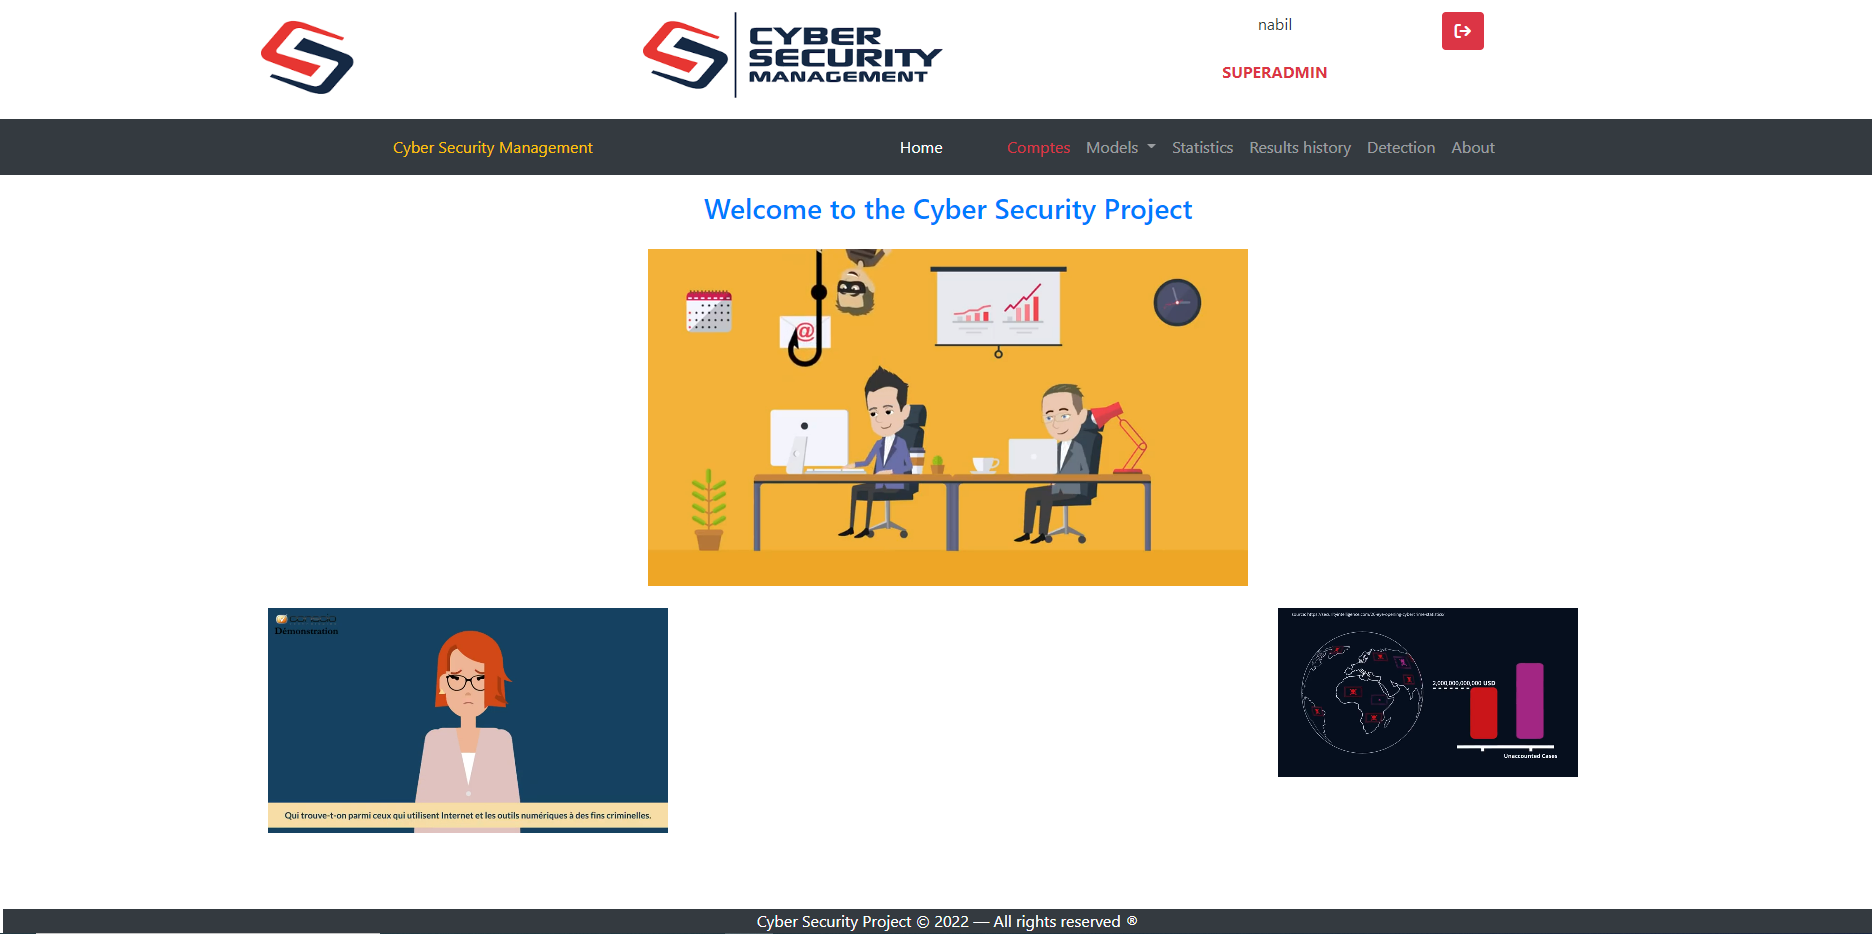 CYBER
SECURITY
MANAGEMENT
nabil
SUPERADMIN
Cyber Security Management
Home
Comptes
Models
Statistics
Results history
Detection
About
Welcome to the Cyber Security Project
@
Démonstration
Qui trouve-t-on parmi ceux qui utilisent Internet et les outils numériques à des fins criminelles.
2,000,000,000,000 USD
Unaccounted Cases
Cyber Security Project © 2022 — All rights reserved ®